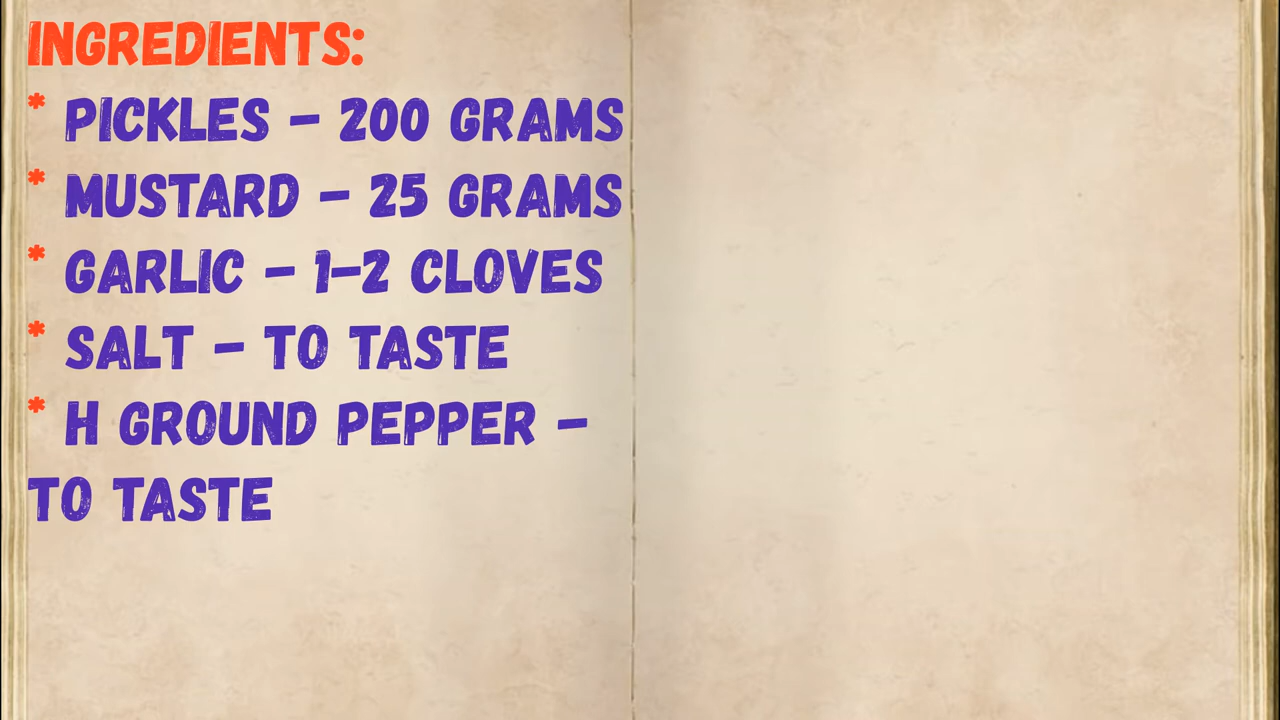 INGREDIENTS:
* PICKLES – 200 GRAMS
* MUSTARD – 25 GRAMS
* GARLIC – 1–2 CLOVES
* SALT – TO TASTE
* H GROUND PEPPER –
TO TASTE